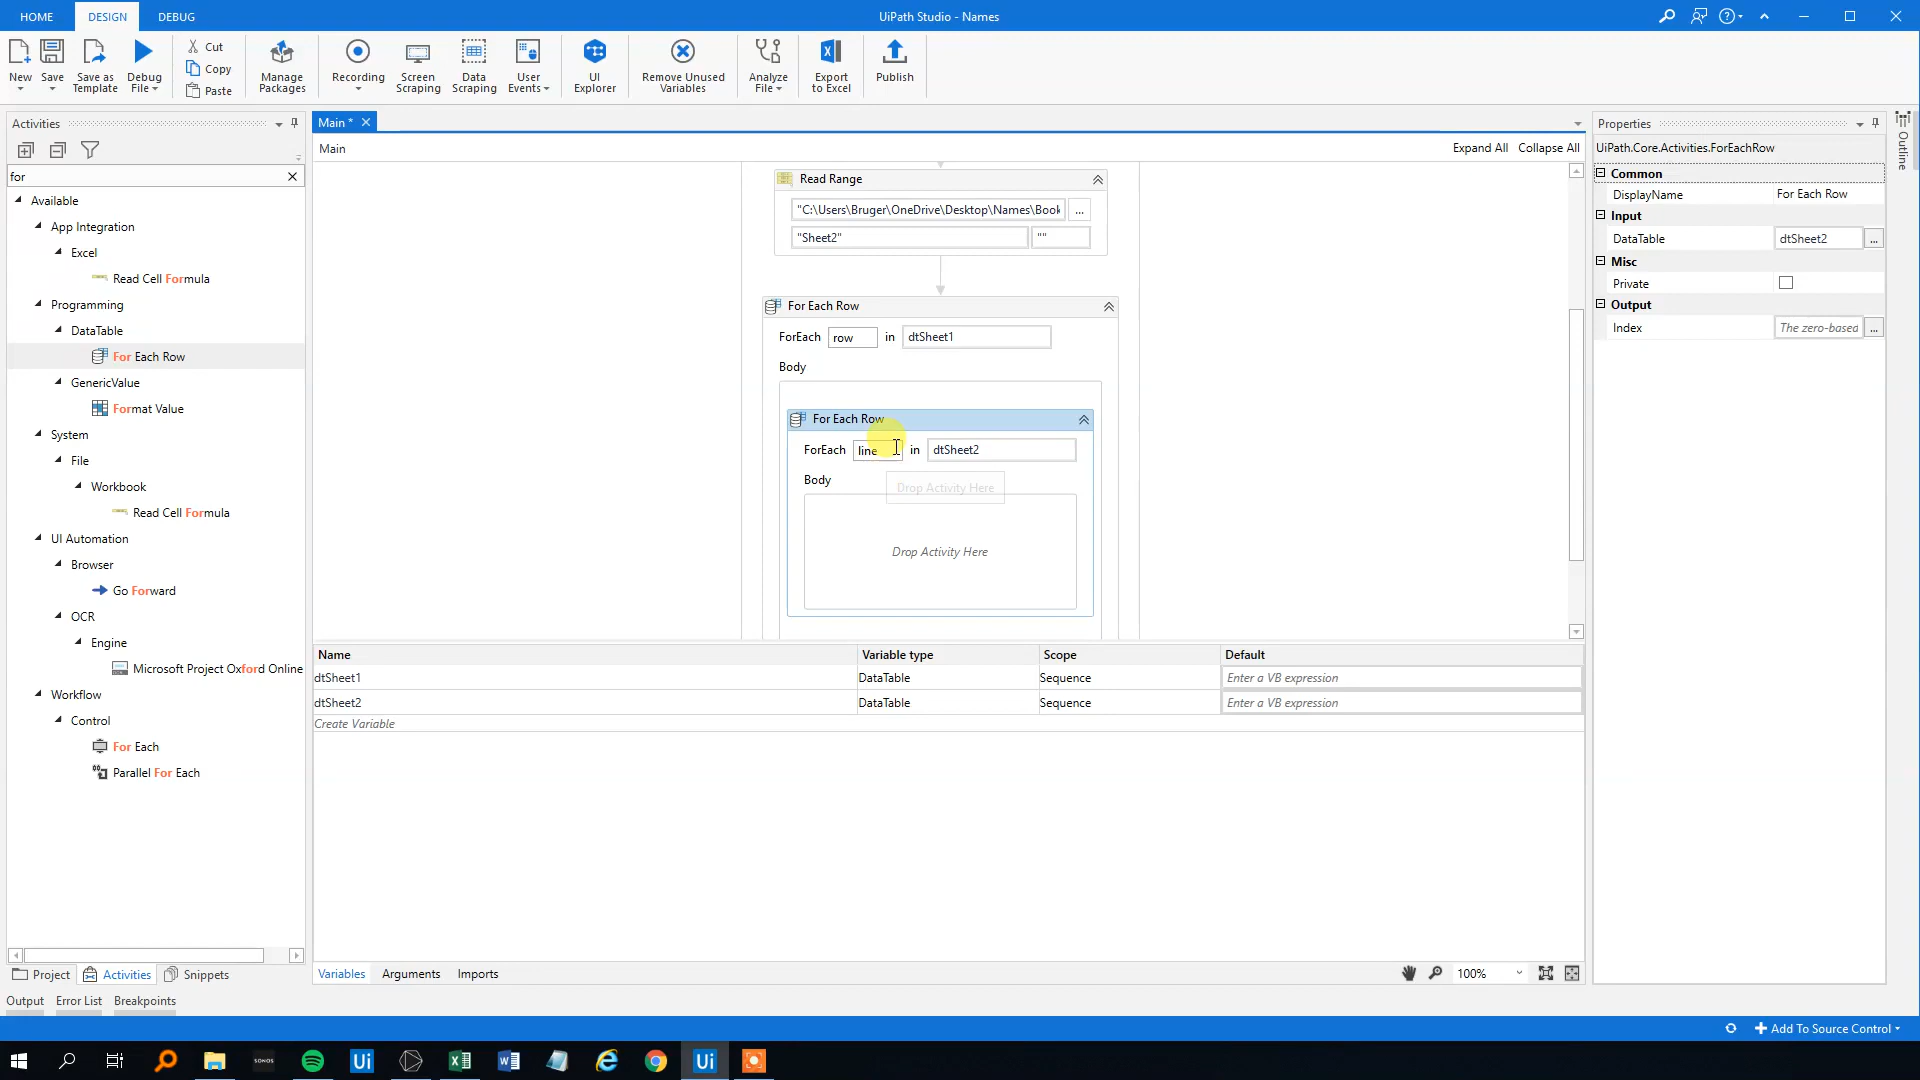 HOME DESIGN DEBUG UiPath Studio - Names
New Save Save as Template Debug File Cut Copy Paste Manage Packages Recording Screen Scraping Data Scraping User Events UI Explorer Remove Unused Variables Analyze File Export to Excel Publish
Activities
for
Available
App Integration
Excel
Read Cell Formula
Programming
DataTable
For Each Row
GenericValue
Format Value
System
File
Workbook
Read Cell Formula
UI Automation
Browser
Go Forward
OCR
Engine
Microsoft Project Oxford Online
Workflow
Control
For Each
Parallel For Each
Project Activities Snippets
Main *
Main Expand All Collapse All
Read Range
"C:\Users\Bruger\OneDrive\Desktop\Names\Book ...
"Sheet2" ""
For Each Row
ForEach row in dtSheet1
Body
For Each Row
ForEach line in dtSheet2
Body
Drop Activity Here
Drop Activity Here
Name Variable type Scope Default
dtSheet1 DataTable Sequence Enter a VB expression
dtSheet2 DataTable Sequence Enter a VB expression
Create Variable
Variables Arguments Imports 100%
Properties
UiPath.Core.Activities.ForEachRow
Common
DisplayName For Each Row
Input
DataTable dtSheet2 ...
Misc
Private
Output
Index The zero-based ...
Outline
Output Error List Breakpoints
Add To Source Control
SONOS Ui Ui